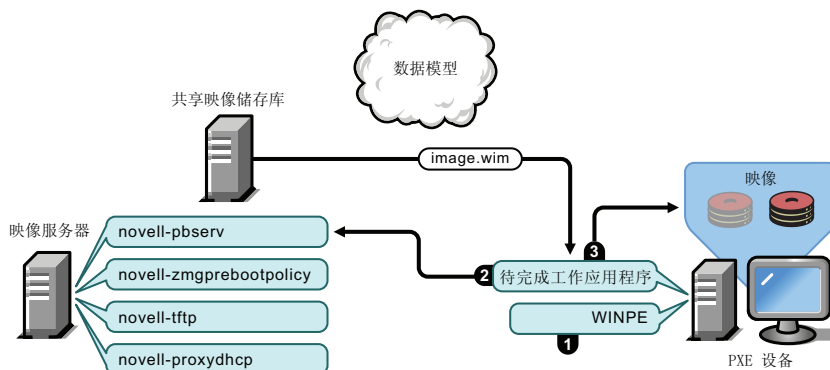 数据模型
共享映像储存库
image.wim
映像
映像服务器
novell-pbserv
novell-zmgprebootpolicy
novell-tftp
novell-proxydhcp
3
2
待完成工作应用程序
WINPE
1
PXE 设备